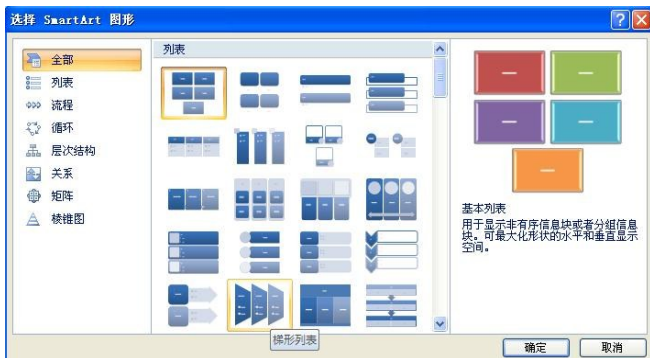 选择 SmartArt 图形
全部
列表
流程
循环
层次结构
关系
矩阵
棱锥图
列表
梯形列表
基本列表
用于显示非有序信息块或者分组信息
块。可最大化形状的水平和垂直显示
空间。
确定
取消